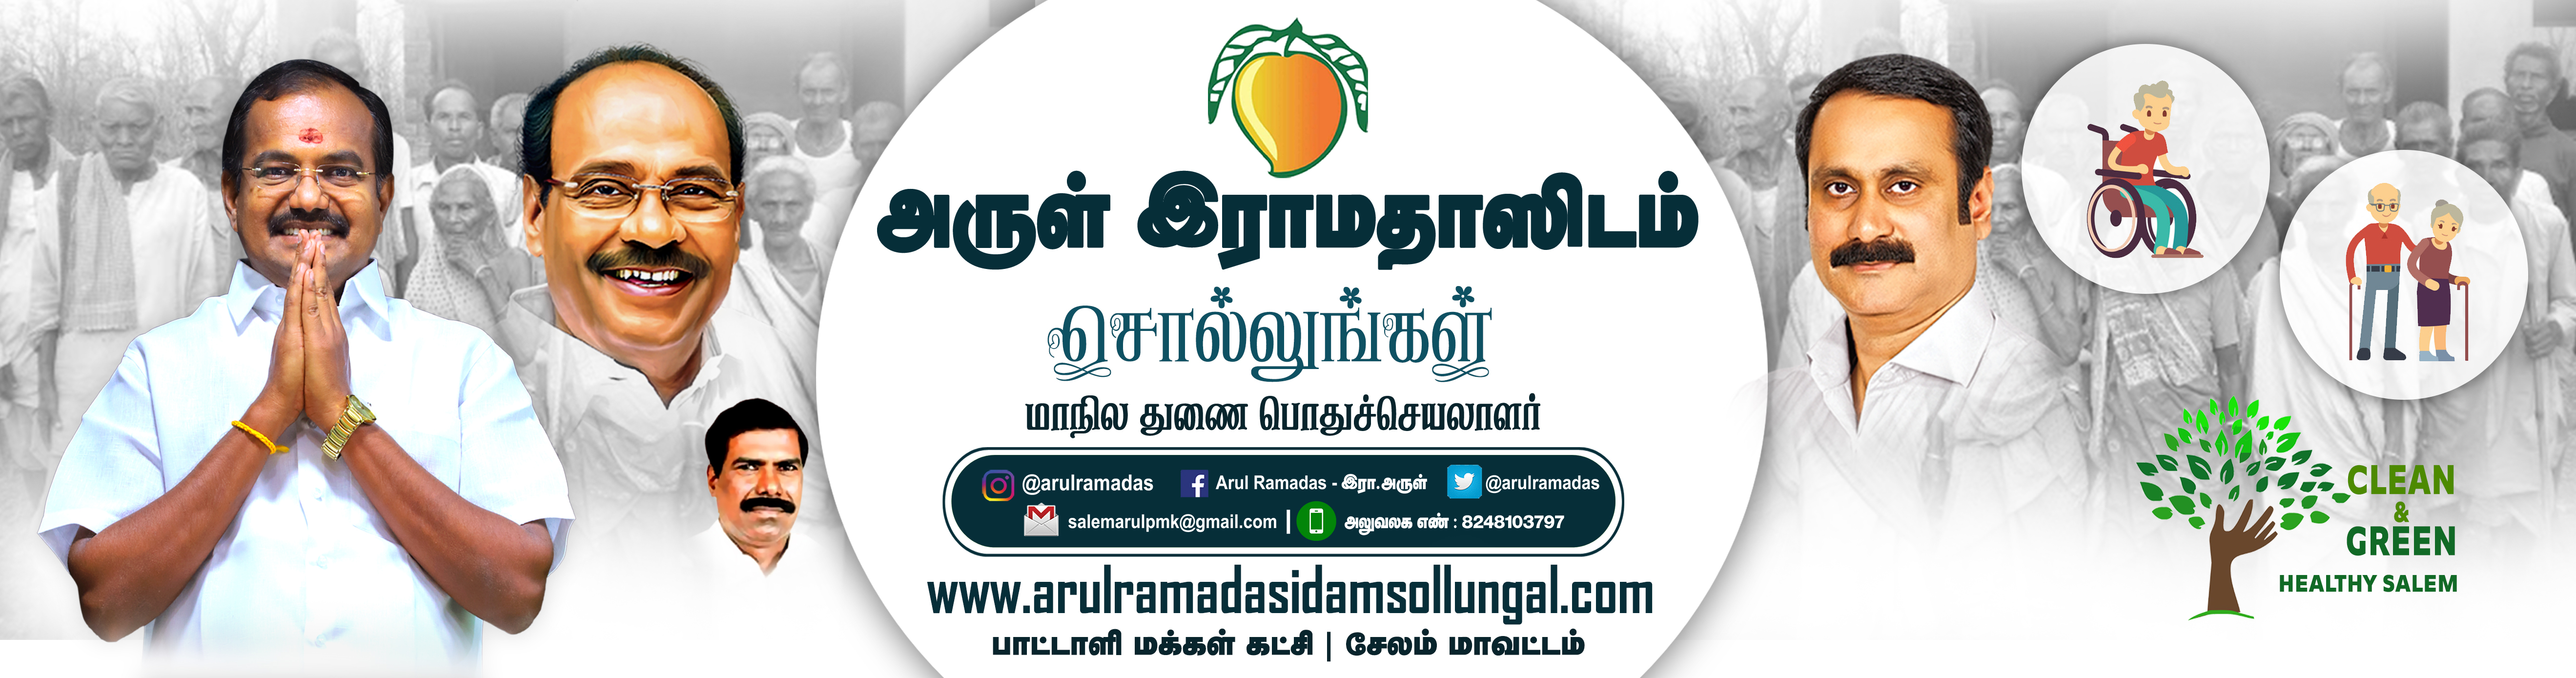 அருள் இராமதாஸிடம்
சொல்லுங்கள்
மாநில துணை பொதுச்செயலாளர்
@arulramadas Arul Ramadas - இரா.அருள் @arulramadas
salemarulpmk@gmail.com | அலுவலக எண் : 8248103797
www.arulramadasidamsollungal.com
பாட்டாளி மக்கள் கட்சி | சேலம் மாவட்டம்
CLEAN
&
GREEN
HEALTHY SALEM